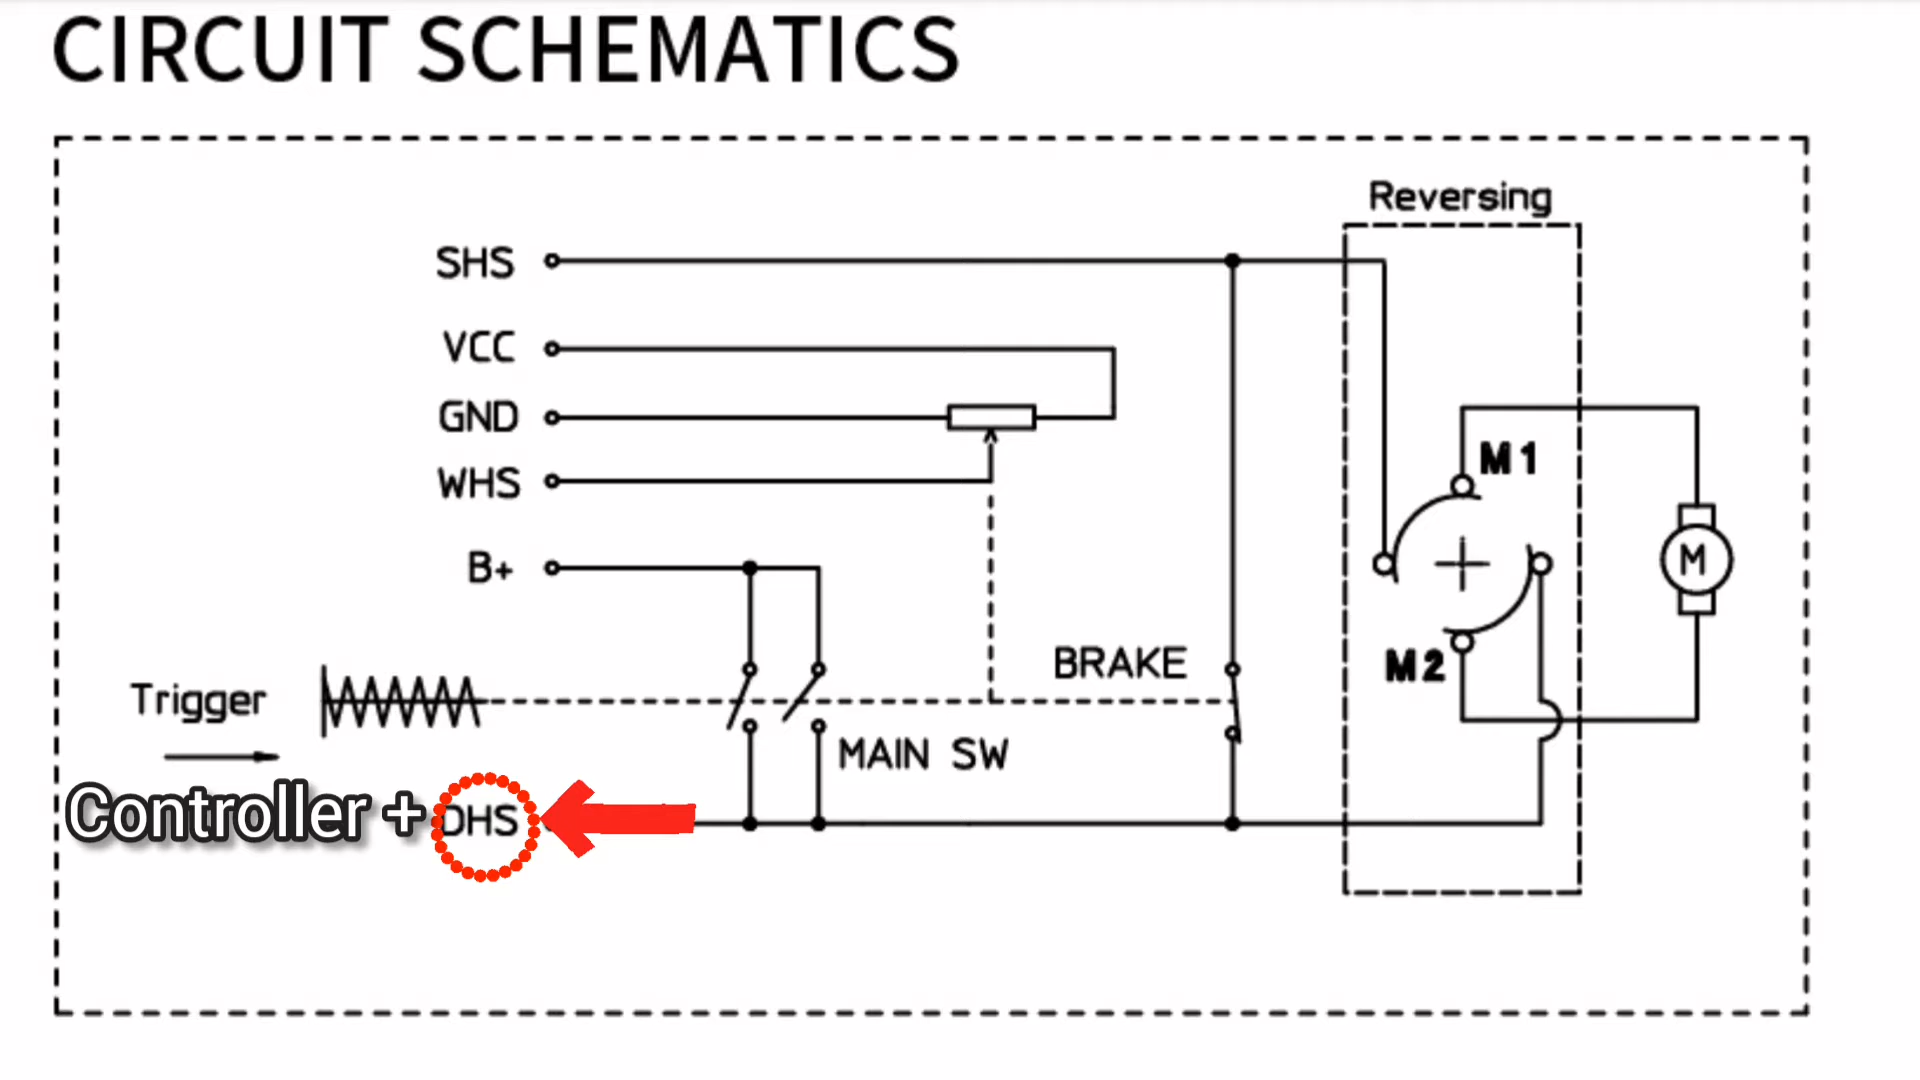 CIRCUIT SCHEMATICS
Reversing
SHS
VCC
GND
M1
WHS
M
B+
BRAKE
M2
Trigger
MAIN SW
Controller + DHS